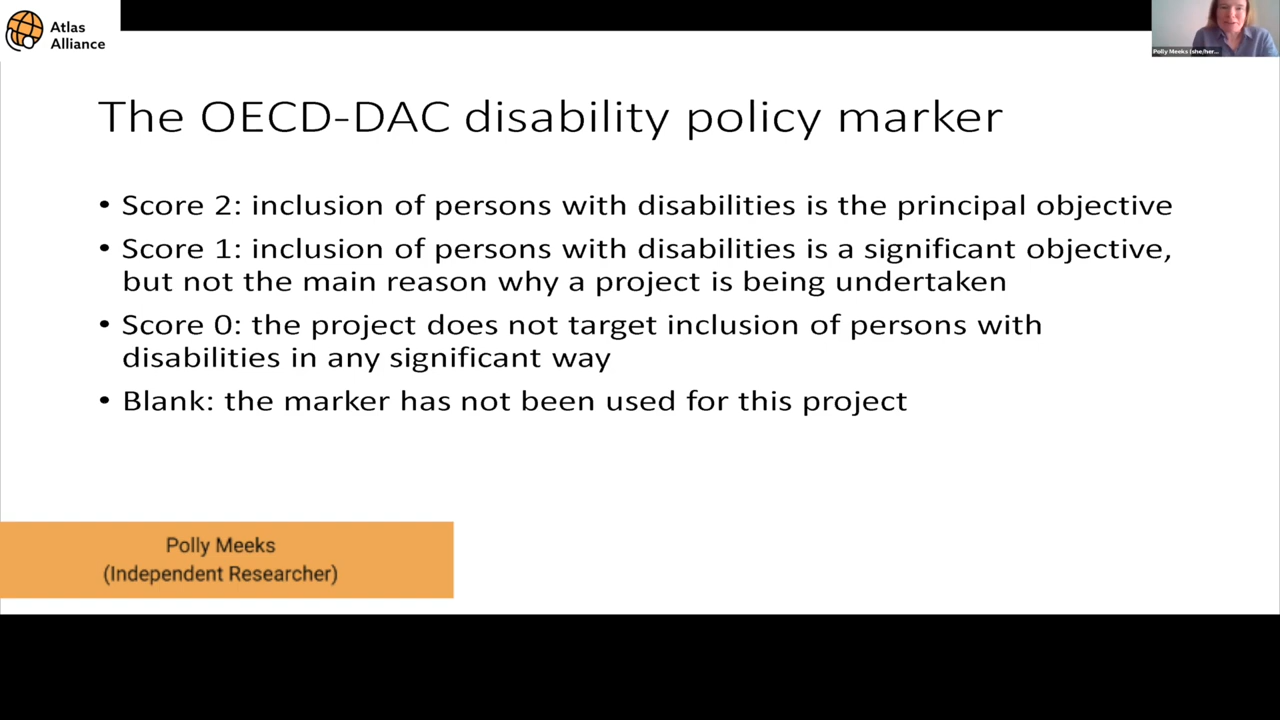 Atlas
Alliance
Polly Meeks (she/her...
The OECD-DAC disability policy marker
• Score 2: inclusion of persons with disabilities is the principal objective
• Score 1: inclusion of persons with disabilities is a significant objective,
but not the main reason why a project is being undertaken
• Score 0: the project does not target inclusion of persons with
disabilities in any significant way
• Blank: the marker has not been used for this project
Polly Meeks
(Independent Researcher)